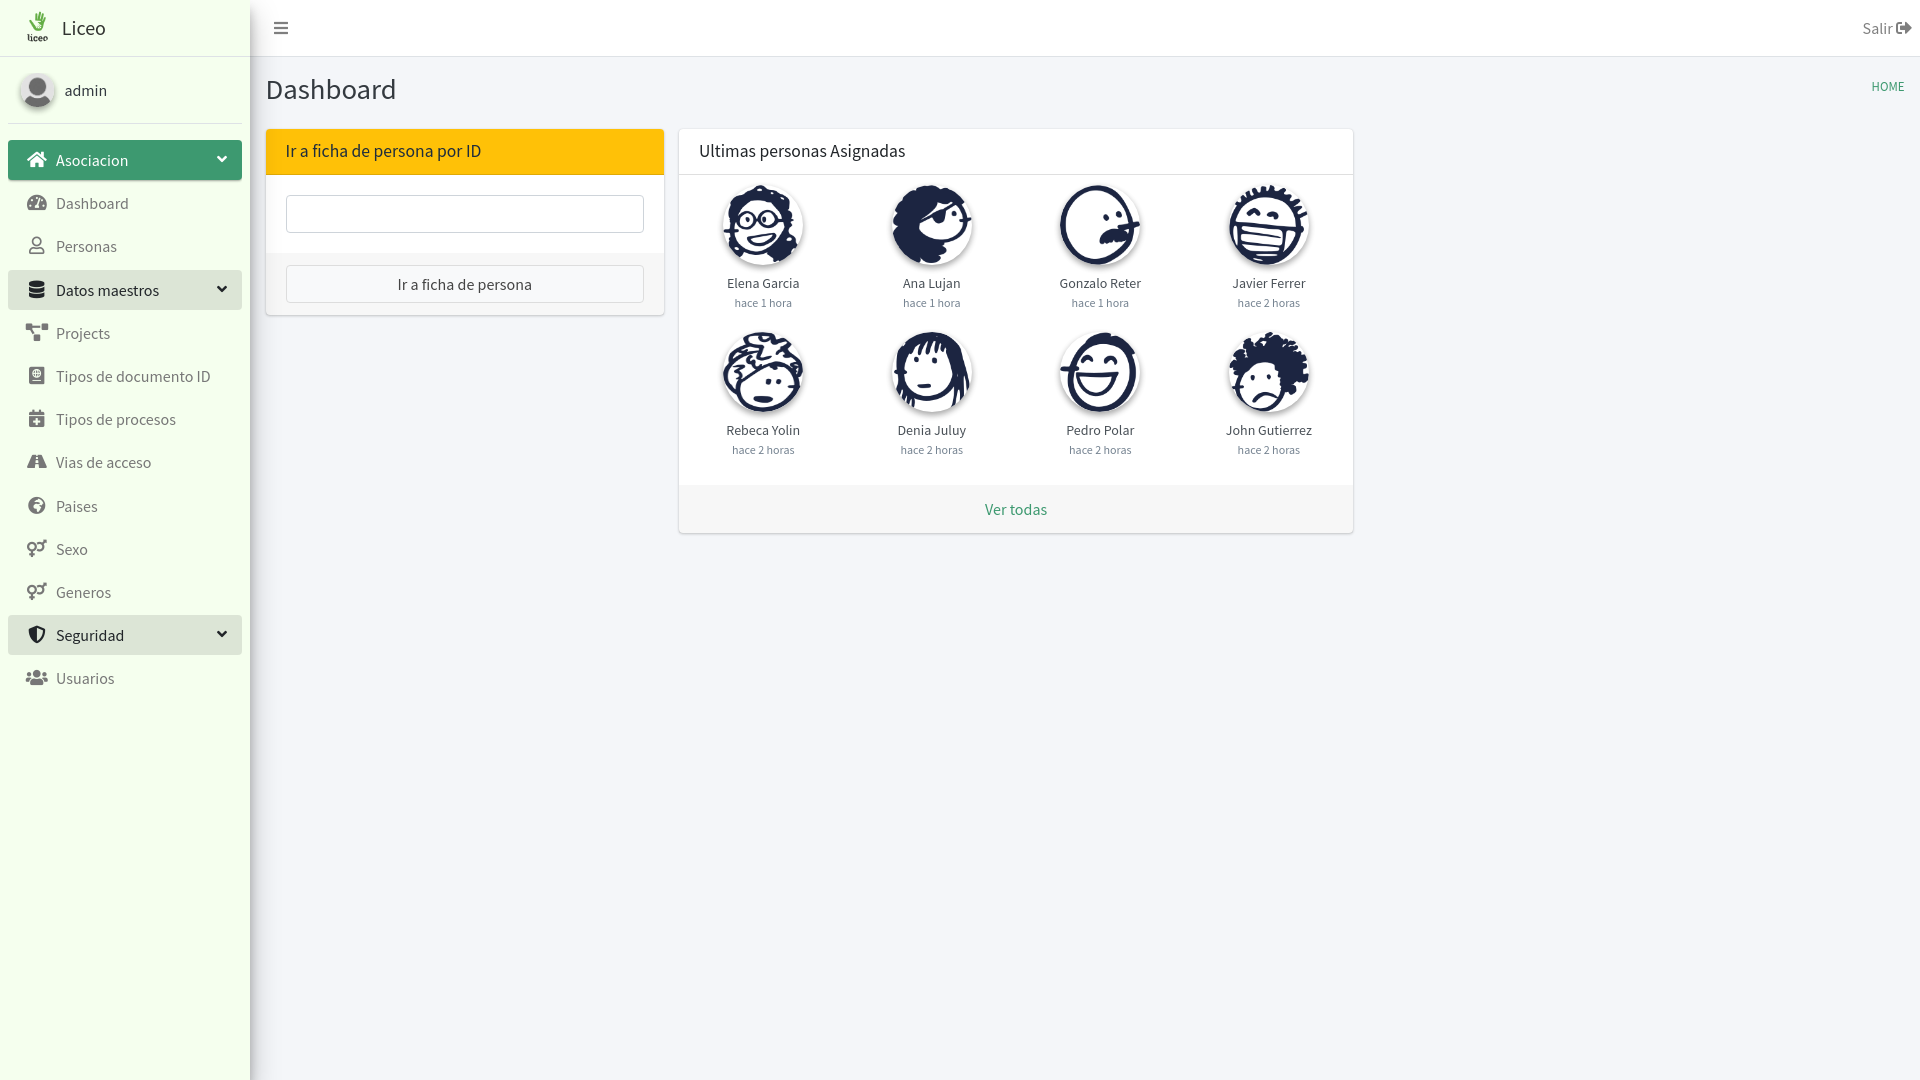 liceo
Liceo
Salir
admin
Dashboard
HOME
Asociacion
Dashboard
Personas
Datos maestros
Projects
Tipos de documento ID
Tipos de procesos
Vias de acceso
Paises
Sexo
Generos
Seguridad
Usuarios
Ir a ficha de persona por ID
Ir a ficha de persona
Ultimas personas Asignadas
Elena Garcia
hace 1 hora
Ana Lujan
hace 1 hora
Gonzalo Reter
hace 1 hora
Javier Ferrer
hace 2 horas
Rebeca Yolin
hace 2 horas
Denia Juluy
hace 2 horas
Pedro Polar
hace 2 horas
John Gutierrez
hace 2 horas
Ver todas